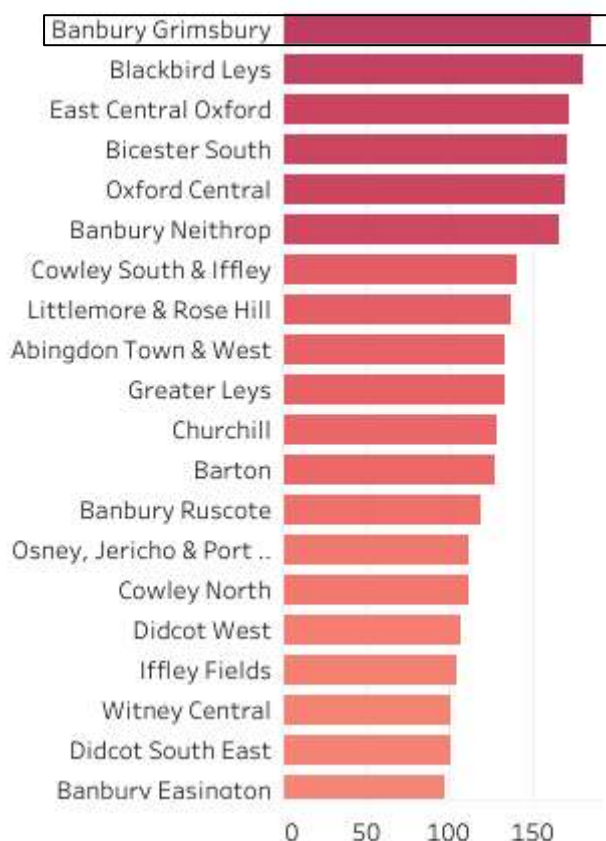 Banbury Grimsbury
Blackbird Leys
East Central Oxford
Bicester South
Oxford Central
Banbury Neithrop
Cowley South & Iffley
Littlemore & Rose Hill
Abingdon Town & West
Greater Leys
Churchill
Barton
Banbury Ruscote
Osney, Jericho & Port ..
Cowley North
Didcot West
Iffley Fields
Witney Central
Didcot South East
Banbury Easington
0 50 100 150